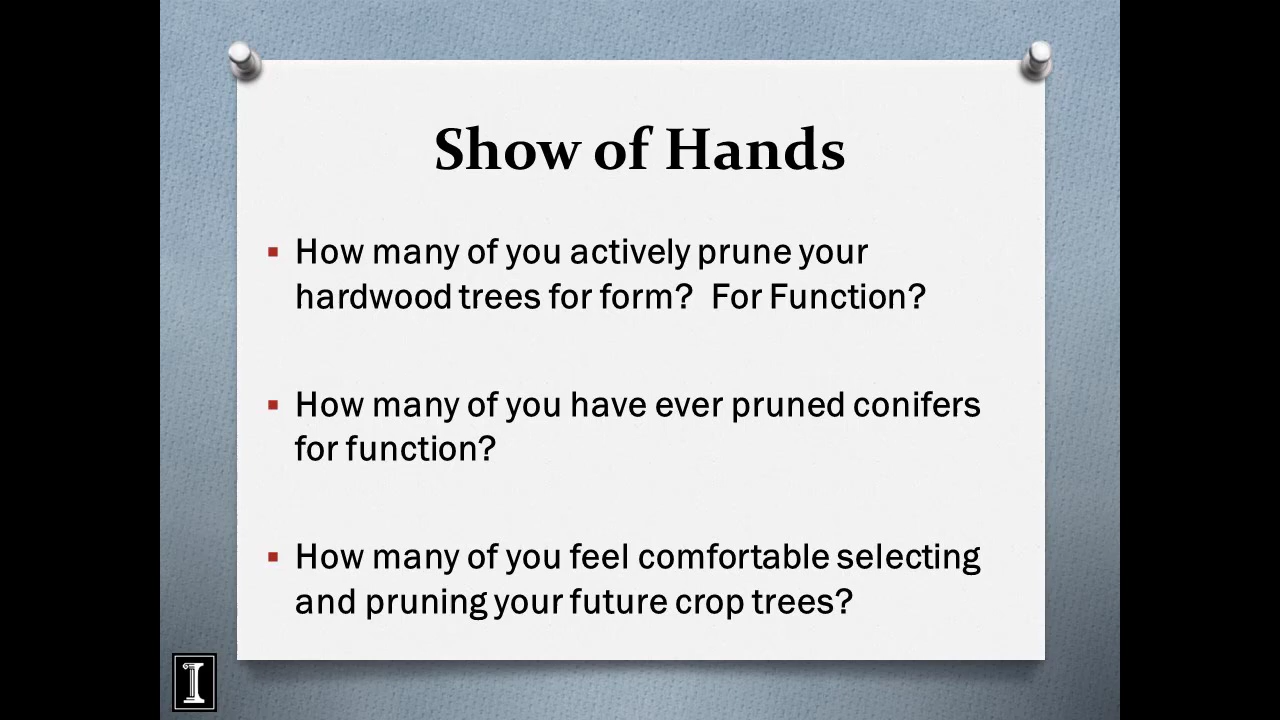 Show of Hands
▪ How many of you actively prune your
hardwood trees for form?  For Function?
▪ How many of you have ever pruned conifers
for function?
▪ How many of you feel comfortable selecting
and pruning your future crop trees?
I